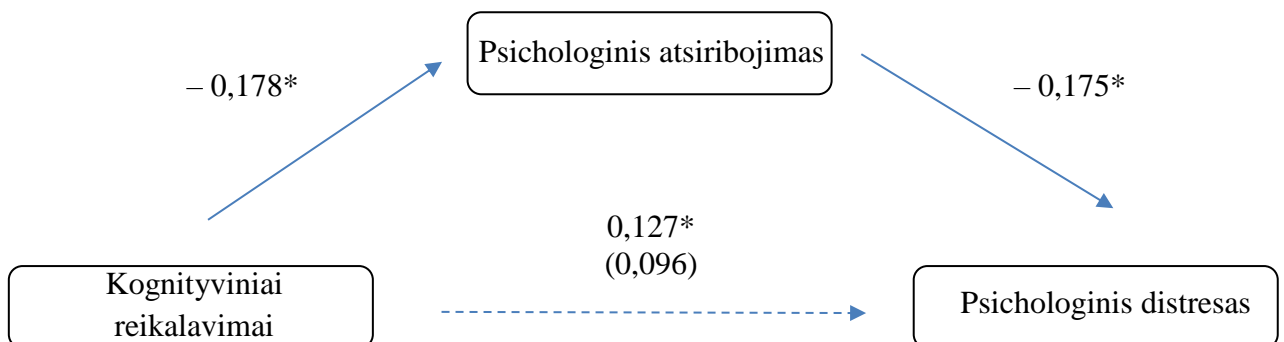 Psichologinis atsiribojimas
– 0,178*
– 0,175*
0,127*
(0,096)
Kognityviniai
reikalavimai
Psichologinis distresas